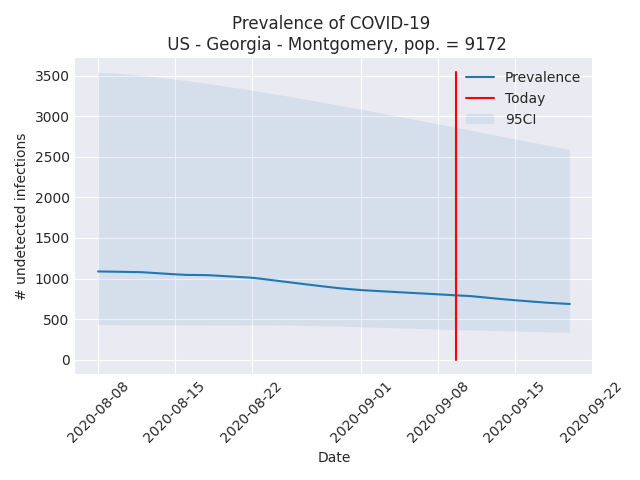 Prevalence of COVID-19
US - Georgia - Montgomery, pop. = 9172
3500
3000
2500
2000
1500
1000
500
0
# undetected infections
Prevalence
Today
95CI
2020-08-08
2020-08-15
2020-08-22
2020-09-01
2020-09-08
2020-09-15
2020-09-22
Date